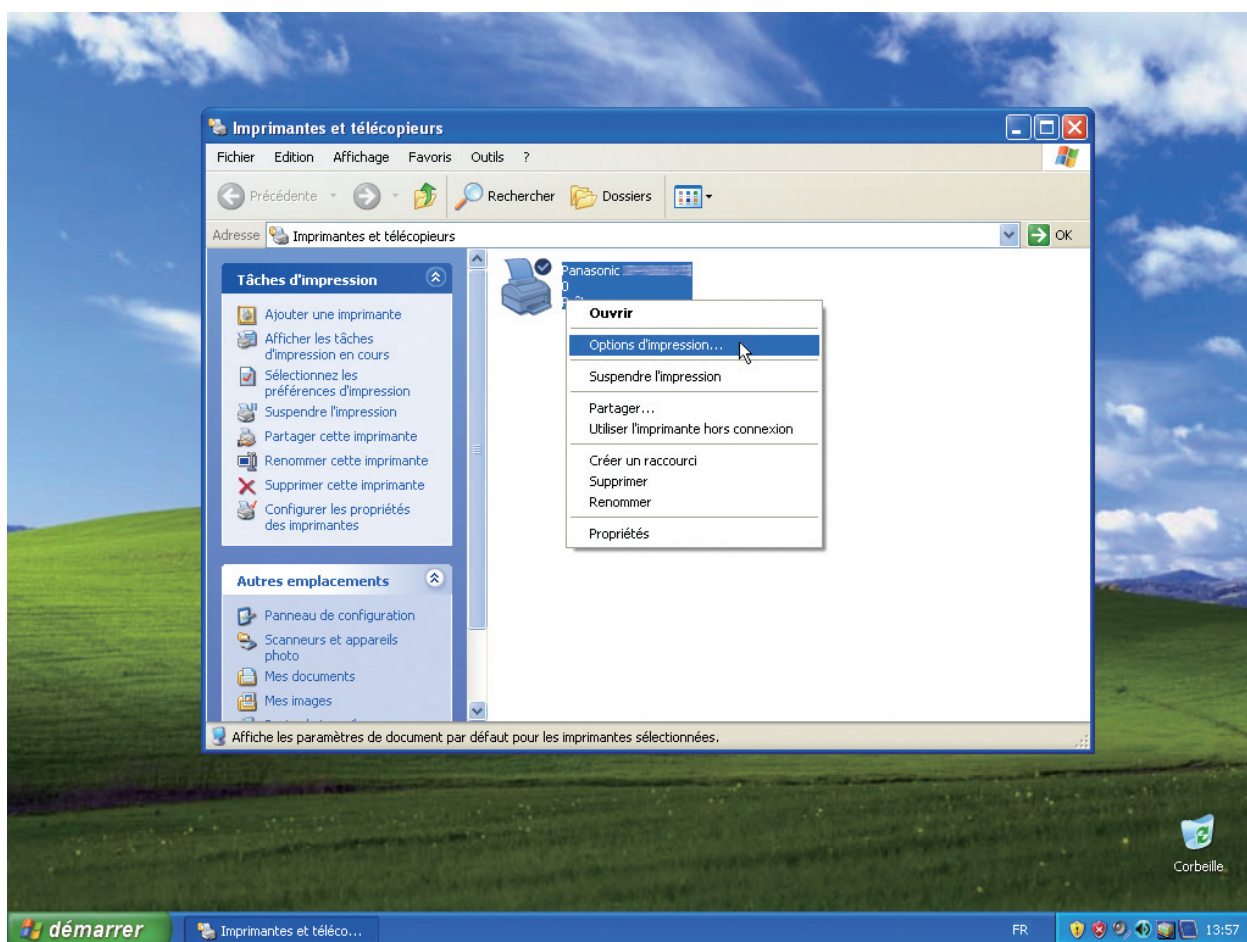 Imprimantes et télécopieurs
Fichier Edition Affichage Favoris Outils ?
Précédente Rechercher Dossiers
Adresse Imprimantes et télécopieurs OK
Tâches d'impression
Ajouter une imprimante
Afficher les tâches
d'impression en cours
Sélectionnez les
préférences d'impression
Suspendre l'impression
Partager cette imprimante
Renommer cette imprimante
Supprimer cette imprimante
Configurer les propriétés
des imprimantes
Autres emplacements
Panneau de configuration
Scanneurs et appareils
photo
Mes documents
Mes images
Panasonic
0
Ouvrir
Options d'impression...
Suspendre l'impression
Partager...
Utiliser l'imprimante hors connexion
Créer un raccourci
Supprimer
Renommer
Propriétés
Affiche les paramètres de document par défaut pour les imprimantes sélectionnées.
Corbeille
démarrer Imprimantes et téléco... FR 13:57